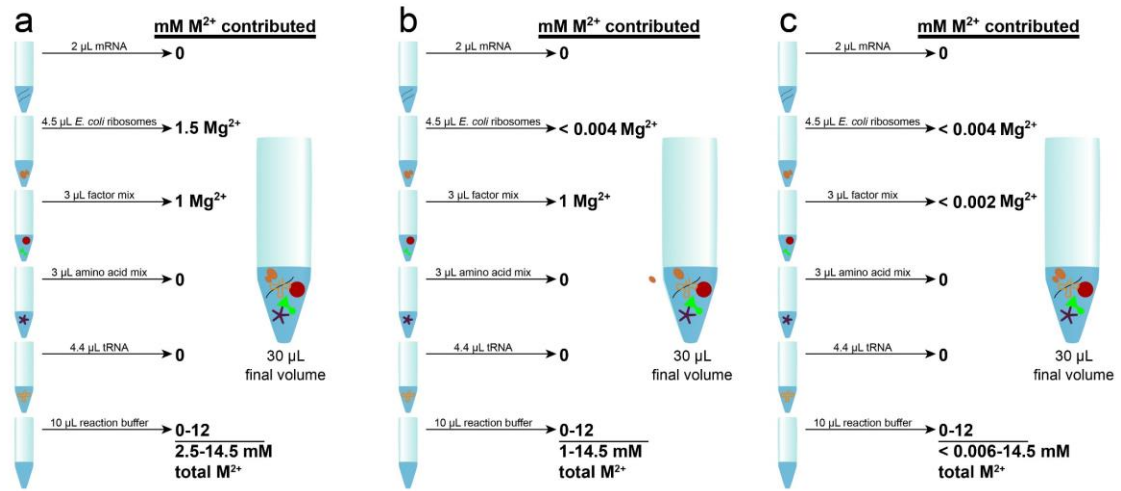 a
mM M²⁺ contributed
2 µL mRNA
0
4.5 µL E. coli ribosomes
1.5 Mg²⁺
3 µL factor mix
1 Mg²⁺
3 µL amino acid mix
0
4.4 µL tRNA
0
10 µL reaction buffer
0-12
2.5-14.5 mM
total M²⁺
30 µL
final volume
b
mM M²⁺ contributed
2 µL mRNA
0
4.5 µL E. coli ribosomes
< 0.004 Mg²⁺
3 µL factor mix
1 Mg²⁺
3 µL amino acid mix
0
4.4 µL tRNA
0
10 µL reaction buffer
0-12
1-14.5 mM
total M²⁺
30 µL
final volume
c
mM M²⁺ contributed
2 µL mRNA
0
4.5 µL E. coli ribosomes
< 0.004 Mg²⁺
3 µL factor mix
< 0.002 Mg²⁺
3 µL amino acid mix
0
4.4 µL tRNA
0
10 µL reaction buffer
0-12
< 0.006-14.5 mM
total M²⁺
30 µL
final volume